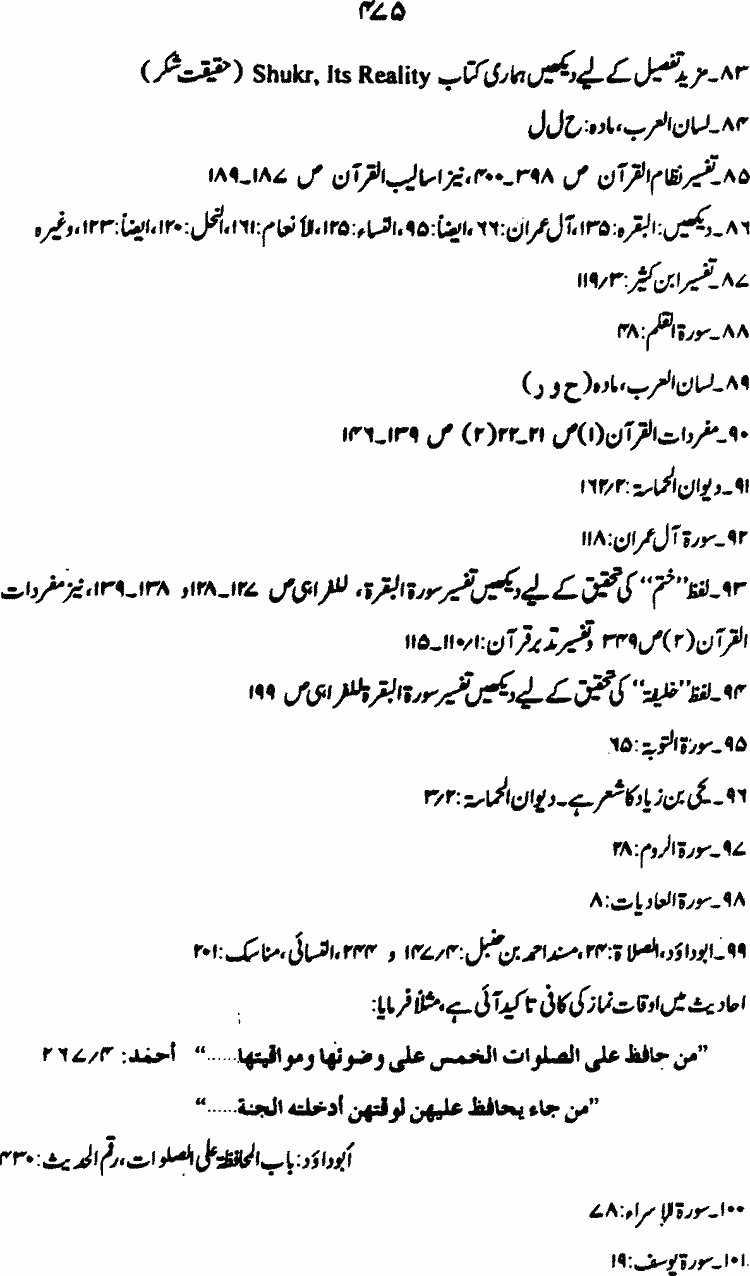 ۴۷۵
۸۳۔مزید تفصیل کے لیے دیکھیں ہماری کتاب Shukr, Its Reality (حقیقت شکر)
۸۴۔لسان العرب، مادہ: ح ل ل
۸۵۔تفسیر نظام القرآن ص ۳۹۸۔۴۰۰، نیز اسالیب القرآن ص ۱۸۷۔۱۸۹
۸۶۔دیکھیں: البقرہ:۱۳۵، آل عمران:۶۶، ایضاً:۹۵، النساء:۱۲۵، الأنعام:۱۶۱، النحل:۱۲۰، ایضاً:۱۲۳، وغیرہ
۸۷۔تفسیر ابن کثیر:۱۱۹/۳
۸۸۔سورۃ القلم:۴۸
۸۹۔لسان العرب، مادہ (ح و ر)
۹۰۔مفردات القرآن (۱) ص ۲۱۔۲۲ (۲) ص ۱۳۹۔۱۴۶
۹۱۔دیوان الحماسۃ:۱۶۲/۲
۹۲۔سورۃ آل عمران:۱۱۸
۹۳۔لفظ ”ختم“ کی تحقیق کے لیے دیکھیں تفسیر سورۃ البقرۃ، للفراہی ص ۱۲۷۔۱۲۸ و ۱۳۸۔۱۳۹، نیز مفردات
القرآن (۲) ص ۳۴۹ و تفسیر تدبر قرآن:۱۱۰/۱۔۱۱۵
۹۴۔لفظ ”خلیفۃ“ کی تحقیق کے لیے دیکھیں تفسیر سورۃ البقرۃ للفراہی ص ۱۹۹
۹۵۔سورۃ التوبۃ:۶۵
۹۶۔یحیی بن زیاد کا شعر ہے۔ دیوان الحماسۃ:۳/۲
۹۷۔سورۃ الروم:۲۸
۹۸۔سورۃ العادیات:۸
۹۹۔ابوداؤد، الصلاۃ:۲۴، مسند احمد بن حنبل:۱۴۷/۴ و ۲۴۴، النسائی، مناسک:۲۰۱
احادیث میں اوقات نماز کی کافی تاکید آئی ہے، مثلاً فرمایا:
”من حافظ على الصلوات الخمس على وضوئها ومواقيتها......“ أحمد: ۲۶۷/۴
”من جاء يحافظ عليهن لوقتهن أدخلته الجنة......“
أبوداؤد: باب المحافظۃ علی الصلوات، رقم الحدیث:۴۳۰
۱۰۰۔سورۃ الإسراء:۷۸
۱۰۱۔سورۃ یوسف:۱۹